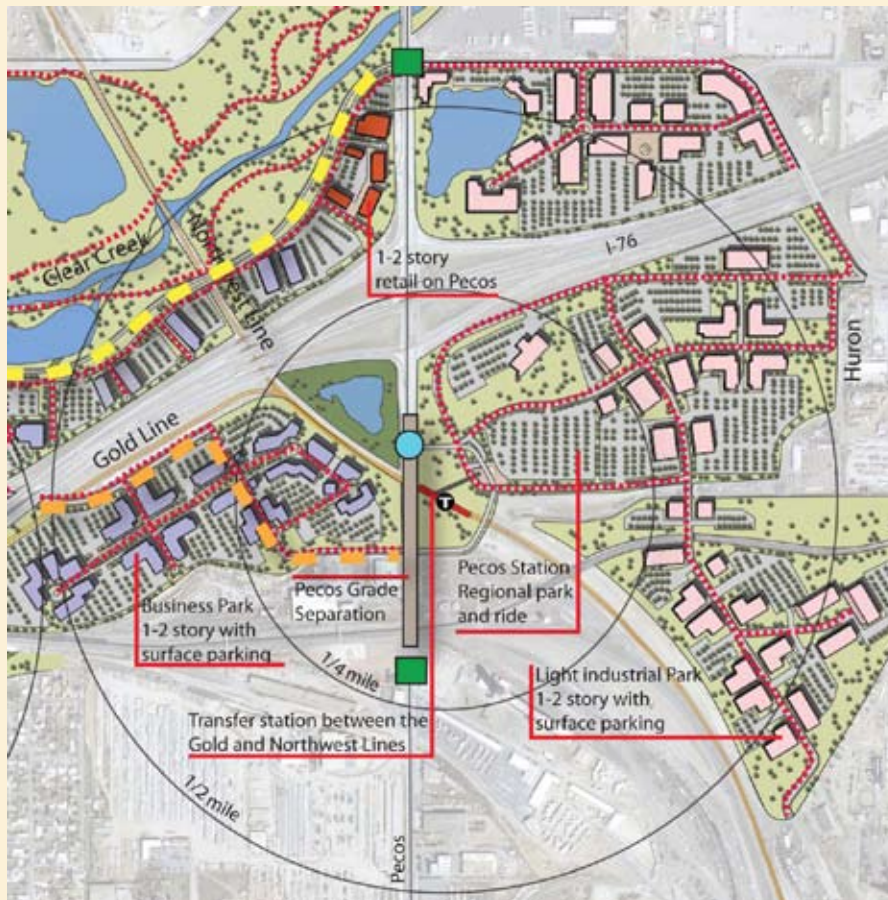 Clear Creek
Northwest Line
1-2 story
retail on Pecos
I-76
Huron
Gold Line
T
Business Park
1-2 story with
surface parking
Pecos Grade
Separation
Pecos Station
Regional park
and ride
1/4 mile
Transfer station between the
Gold and Northwest Lines
Light industrial Park
1-2 story with
surface parking
1/2 mile
Pecos